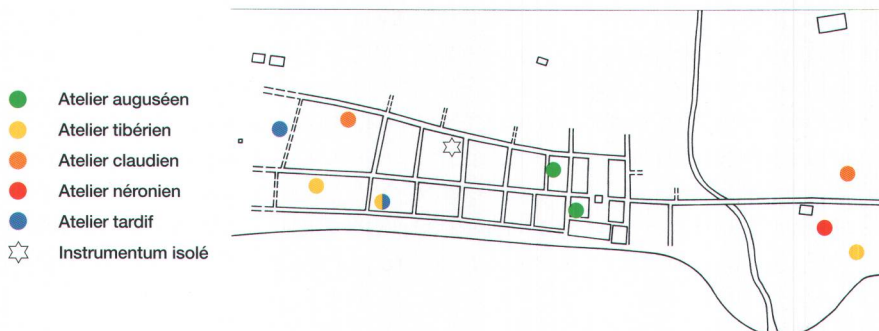 Atelier auguséen
Atelier tibérien
Atelier claudien
Atelier néronien
Atelier tardif
Instrumentum isolé